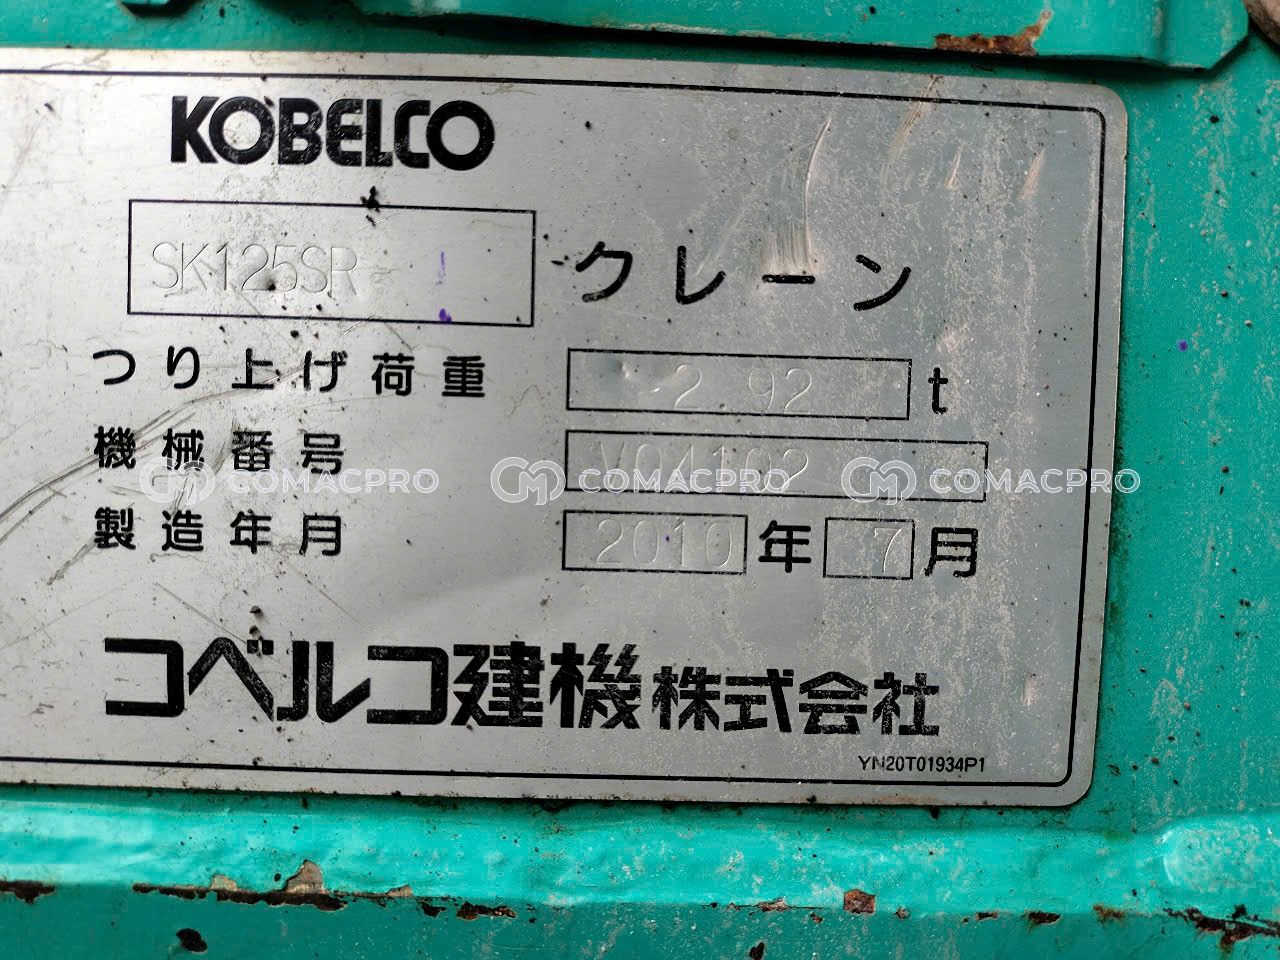 KOBELCO
SK125SR クレーン
つり上げ荷重 2.92 t
機械番号 V04102
製造年月 2010 年 7 月
コベルコ建機株式会社
YN20T01934P1
COMACPRO COMACPRO COMACPRO